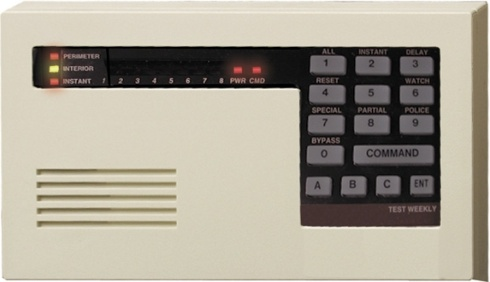 PERIMETER
INTERIOR
INSTANT 1 2 3 4 5 6 7 8 PWR CMD
ALL INSTANT DELAY
1 2 3
RESET WATCH
4 5 6
SPECIAL PARTIAL POLICE
7 8 9
BYPASS
0 COMMAND
A B C ENT
TEST WEEKLY